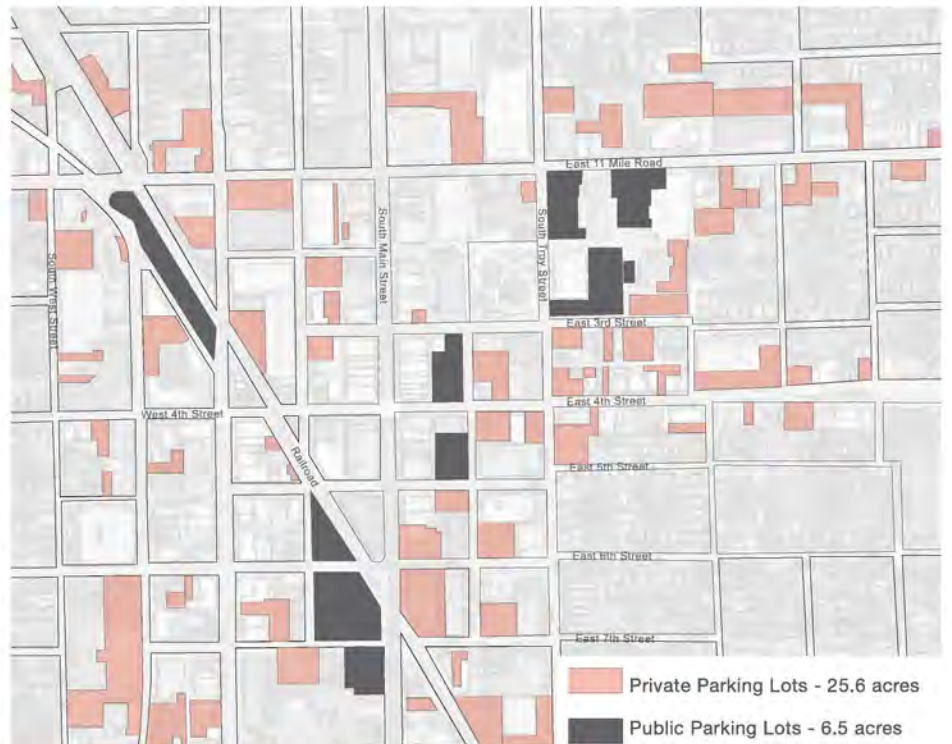 East 11 Mile Road
South Main Street
South Troy Street
South West Street
East 3rd Street
East 4th Street
West 4th Street
Railroad
East 5th Street
East 6th Street
East 7th Street
Private Parking Lots - 25.6 acres
Public Parking Lots - 6.5 acres